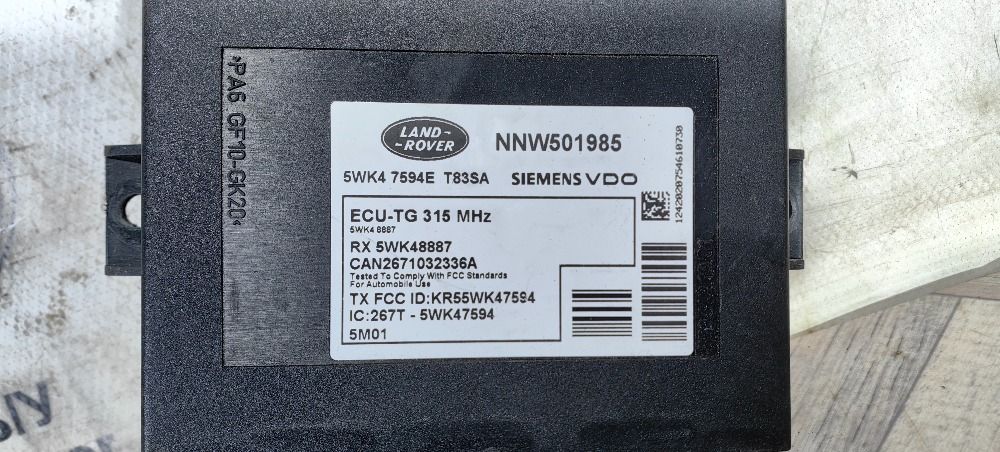 *PA6 GF10-GK20*
LAND-
-ROVER
NNW501985
5WK4 7594E T83SA SIEMENS VDO
ECU-TG 315 MHz
5WK4 8887
RX 5WK48887
CAN2671032336A
Tested To Comply With FCC Standards
For Automobile Use
TX FCC ID:KR55WK47594
IC:267T - 5WK47594
5M01
1242020754610730